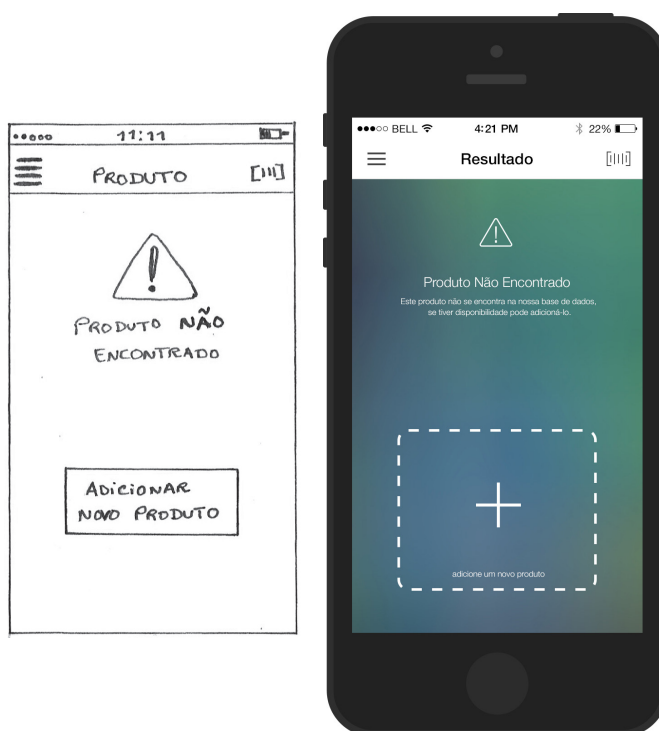 11:11
PRODUTO
PRODUTO NÃO
ENCONTRADO
ADICIONAR
NOVO PRODUTO
BELL 4:21 PM 22%
Resultado
Produto Não Encontrado
Este produto não se encontra na nossa base de dados,
se tiver disponibilidade pode adicioná-lo.
adicione um novo produto